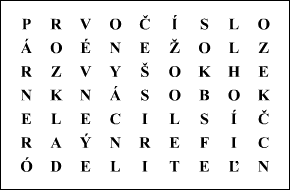 P R V O Č Í S L O
Á O É N E Ž O L Z
R Z V Y Š O K H E
N K N Á S O B O K
E L E C I L S Í Č
R A Ý N R E F I C
Ó D E L I T E Ľ N